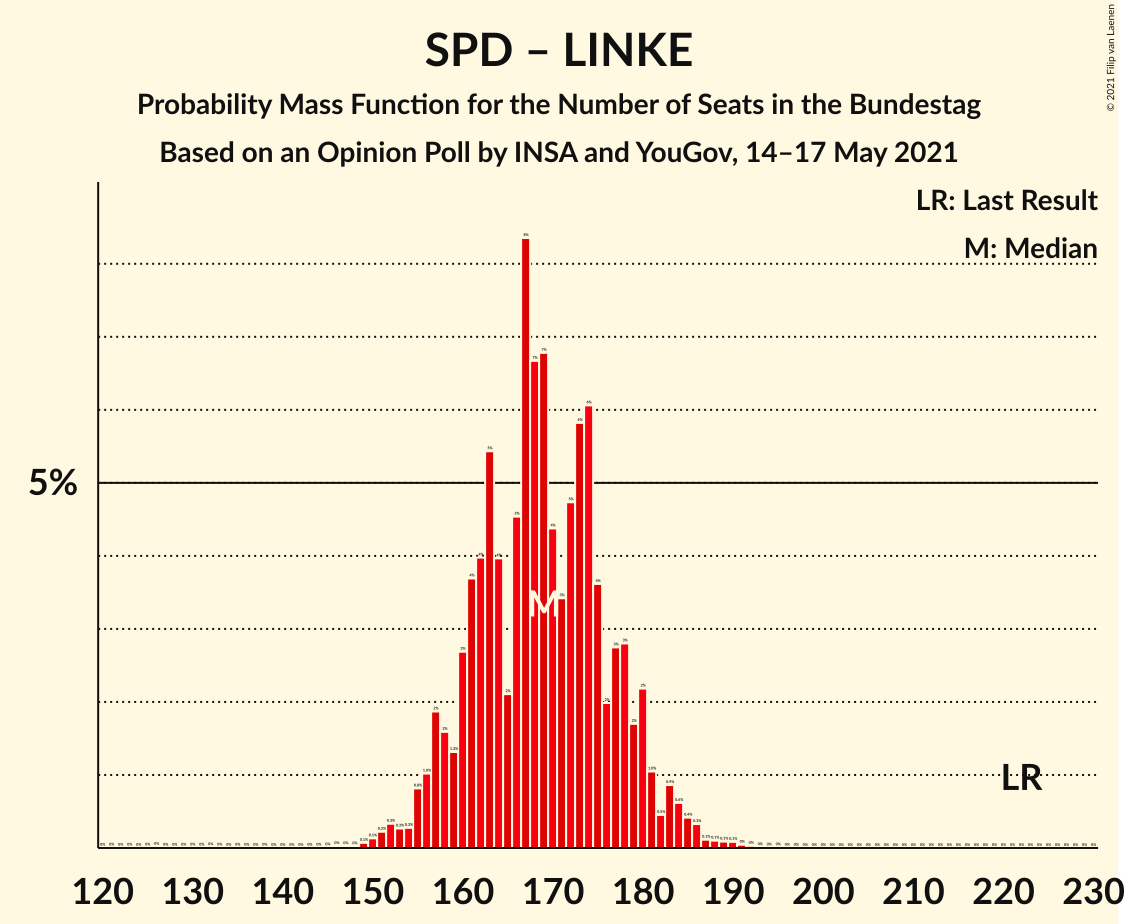 SPD – LINKE
Probability Mass Function for the Number of Seats in the Bundestag
Based on an Opinion Poll by INSA and YouGov, 14–17 May 2021
© 2021 Filip van Laenen
LR: Last Result
M: Median
5%
M
LR
120 130 140 150 160 170 180 190 200 210 220 230